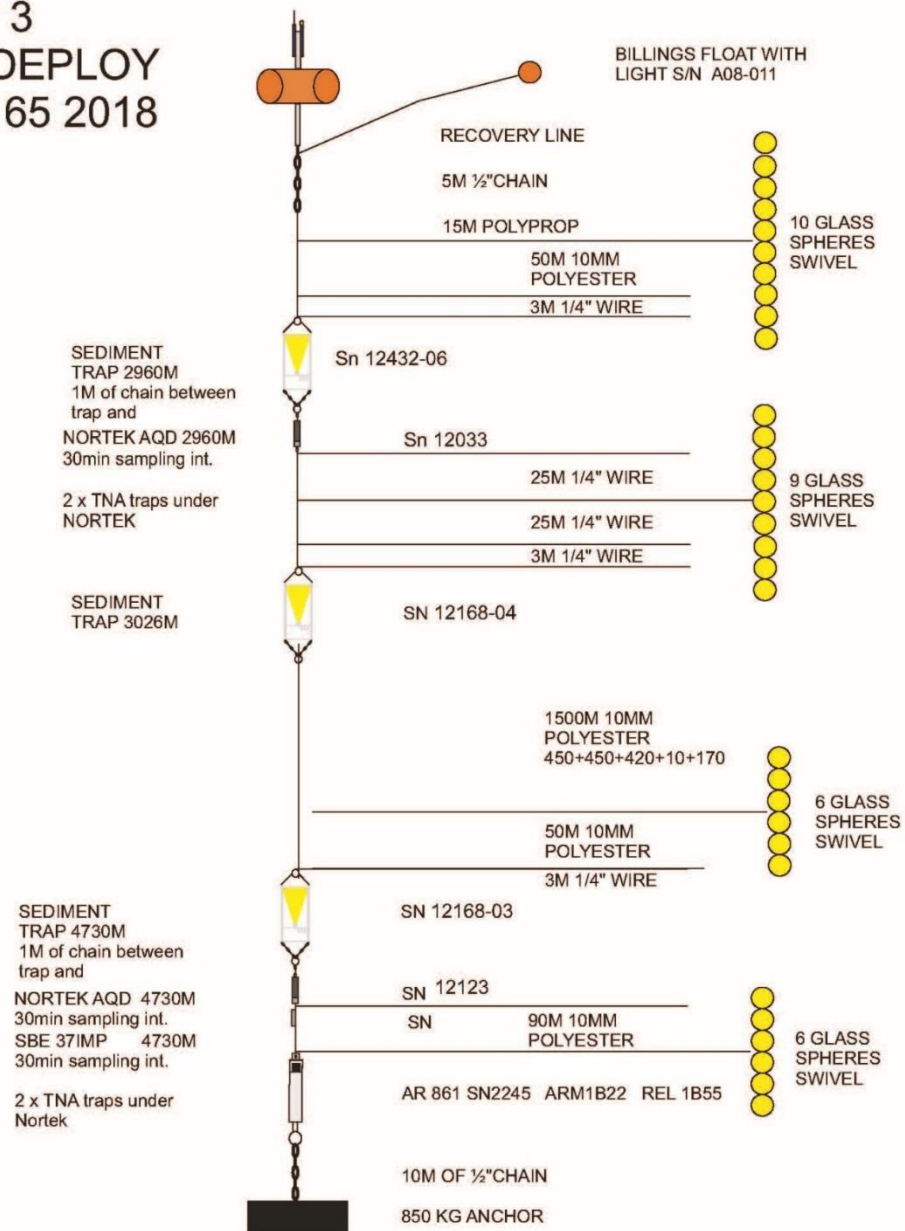 3
DEPLOY
65 2018
BILLINGS FLOAT WITH
LIGHT S/N A08-011
RECOVERY LINE
5M ½"CHAIN
15M POLYPROP
10 GLASS
SPHERES
SWIVEL
50M 10MM
POLYESTER
3M 1/4" WIRE
SEDIMENT
TRAP 2960M
1M of chain between
trap and
NORTEK AQD 2960M
30min sampling int.
2 x TNA traps under
NORTEK
Sn 12432-06
Sn 12033
25M 1/4" WIRE
9 GLASS
SPHERES
SWIVEL
25M 1/4" WIRE
3M 1/4" WIRE
SEDIMENT
TRAP 3026M
SN 12168-04
1500M 10MM
POLYESTER
450+450+420+10+170
6 GLASS
SPHERES
SWIVEL
50M 10MM
POLYESTER
3M 1/4" WIRE
SEDIMENT
TRAP 4730M
1M of chain between
trap and
NORTEK AQD 4730M
30min sampling int.
SBE 37IMP 4730M
30min sampling int.
2 x TNA traps under
Nortek
SN 12168-03
SN 12123
SN
90M 10MM
POLYESTER
6 GLASS
SPHERES
SWIVEL
AR 861 SN2245 ARM1B22 REL 1B55
10M OF ½"CHAIN
850 KG ANCHOR